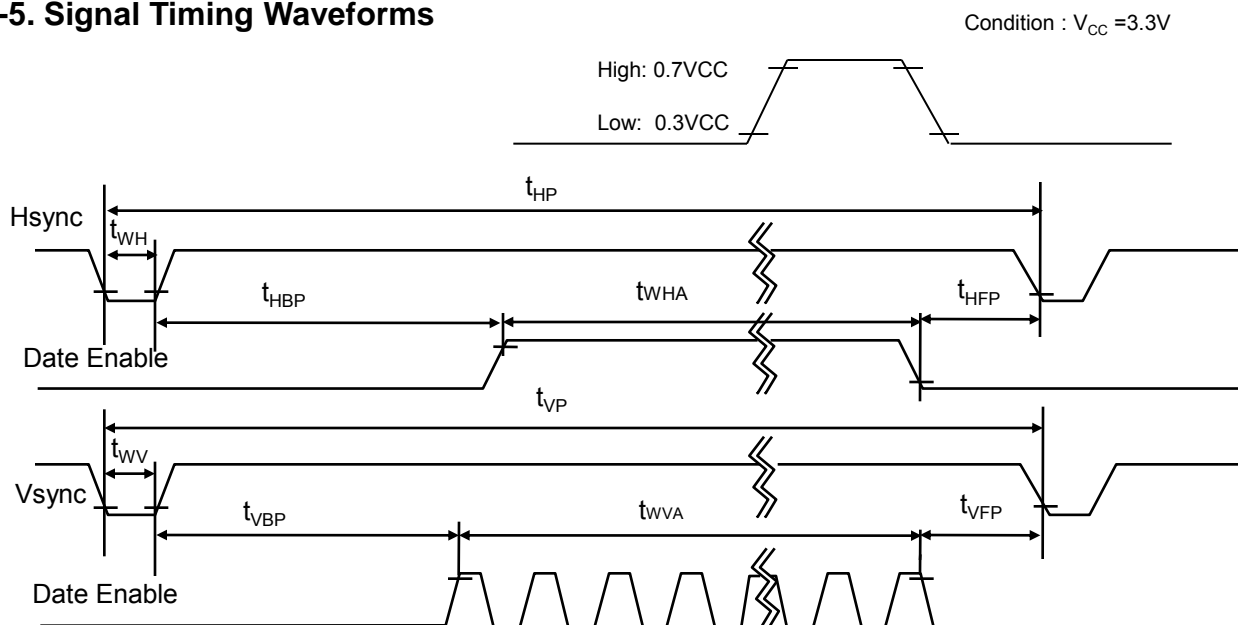 -5. Signal Timing Waveforms
Condition : VCC =3.3V
High: 0.7VCC
Low: 0.3VCC
tHP
Hsync
tWH
tHBP
tWHA
tHFP
Date Enable
tVP
tWV
Vsync
tVBP
tWVA
tVFP
Date Enable